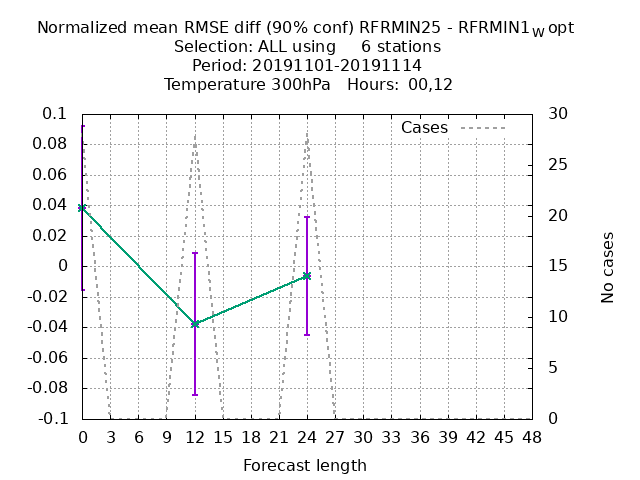 Normalized mean RMSE diff (90% conf) RFRMIN25 - RFRMIN1wopt
Selection: ALL using 6 stations
Period: 20191101-20191114
Temperature 300hPa Hours: 00,12
Cases
0.1
0.08
0.06
0.04
0.02
0
-0.02
-0.04
-0.06
-0.08
-0.1
30
25
20
15
10
5
0
No cases
0 3 6 9 12 15 18 21 24 27 30 33 36 39 42 45 48
Forecast length